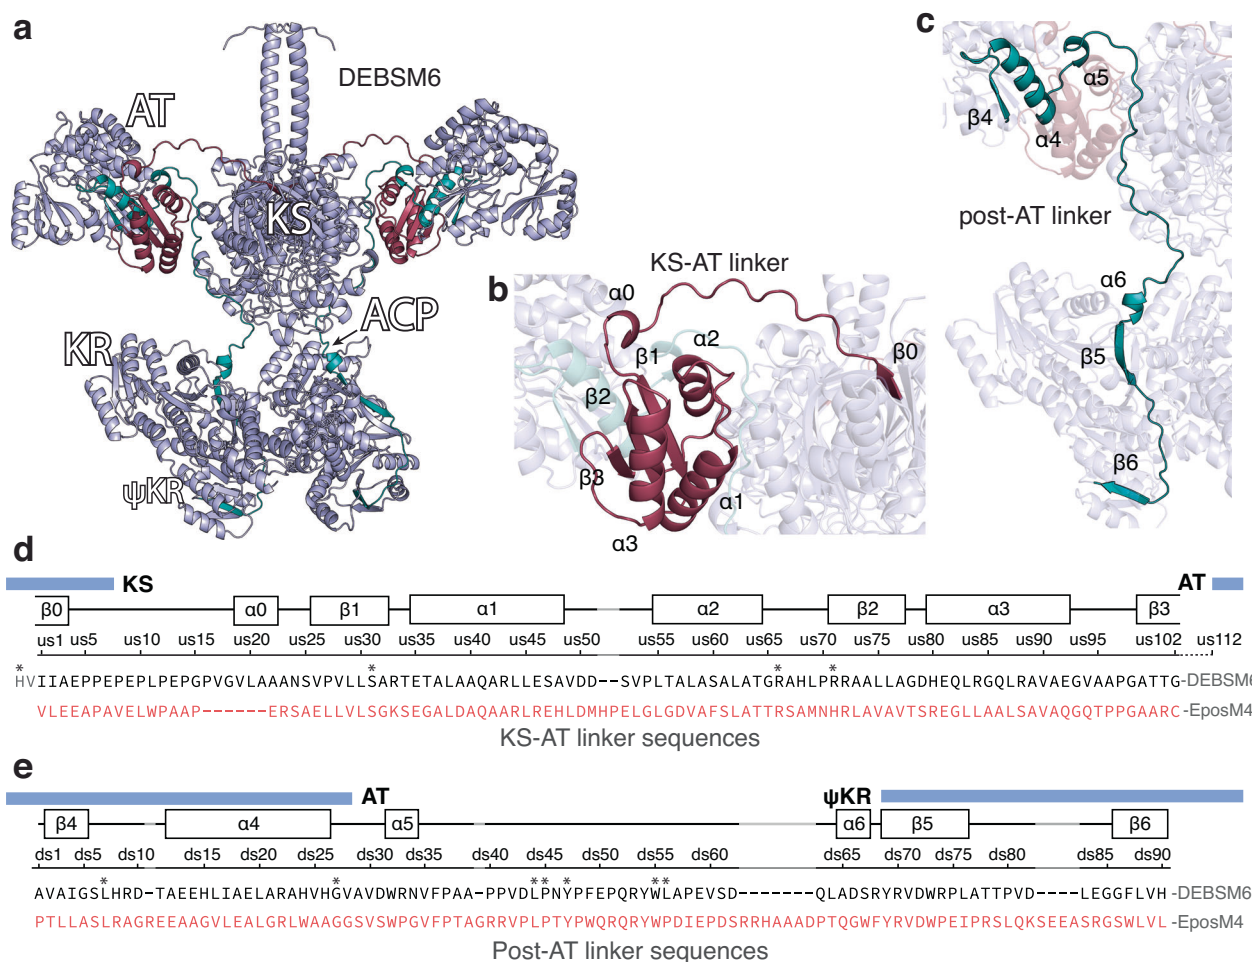 a
DEBSM6
AT
KS
ACP
KR
ψKR
b
KS-AT linker
α0
β1
α2
β0
β2
β3
α1
α3
c
β4
α4
α5
post-AT linker
α6
β5
β6
d
KS
AT
β0 α0 β1 α1 α2 β2 α3 β3
us1 us5 us10 us15 us20 us25 us30 us35 us40 us45 us50 us55 us60 us65 us70 us75 us80 us85 us90 us95 us102 us112
* * * *
HVIIAEPPEPEPLPEPGPVGVLAAANSVPVLLSARTETALAAQARLLESAVDD--SVPLTALASALATGRAHLPRRAALLAGDHEQLRGQLRAVAEGVAAPGATTG-DEBSM6
VLEEAPAVELWPAAP------ERSAELLVLSGKSEGALDAQAARLREHLDMHPELGLGDVAFSLATTRSAMNHRLAVAVTSREGLLAALSAVAQGQTPPGAARC-EposM4
KS-AT linker sequences
e
AT
ψKR
β4 α4 α5 α6 β5 β6
ds1 ds5 ds10 ds15 ds20 ds25 ds30 ds35 ds40 ds45 ds50 ds55 ds60 ds65 ds70 ds75 ds80 ds85 ds90
* * ** * **
AVAIGSLHRD-TAEEHLIAELARAHVHGVAVDWRNVFPAA-PPVDLPNYPFEPQRYWLAPEVSD-------QLADSRYRVDWRPLATTPVD----LEGGFLVH-DEBSM6
PTLLASLRAGREEAAGVLEALGRLWAAGGSVSWPGVFPTAGRRVPLPTYPWQRQRYWPDIEPDSRRHAAADPTQGWFYRVDWPEIPRSLQKSEEASRGSWLVL-EposM4
Post-AT linker sequences